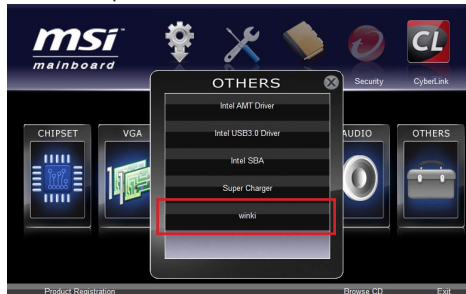 msi
mainboard
CL
Security
CyberLink
OTHERS
Intel AMT Driver
Intel USB3.0 Driver
Intel SBA
Super Charger
winki
CHIPSET
VGA
AUDIO
OTHERS
Product Registration
Browse CD
Exit